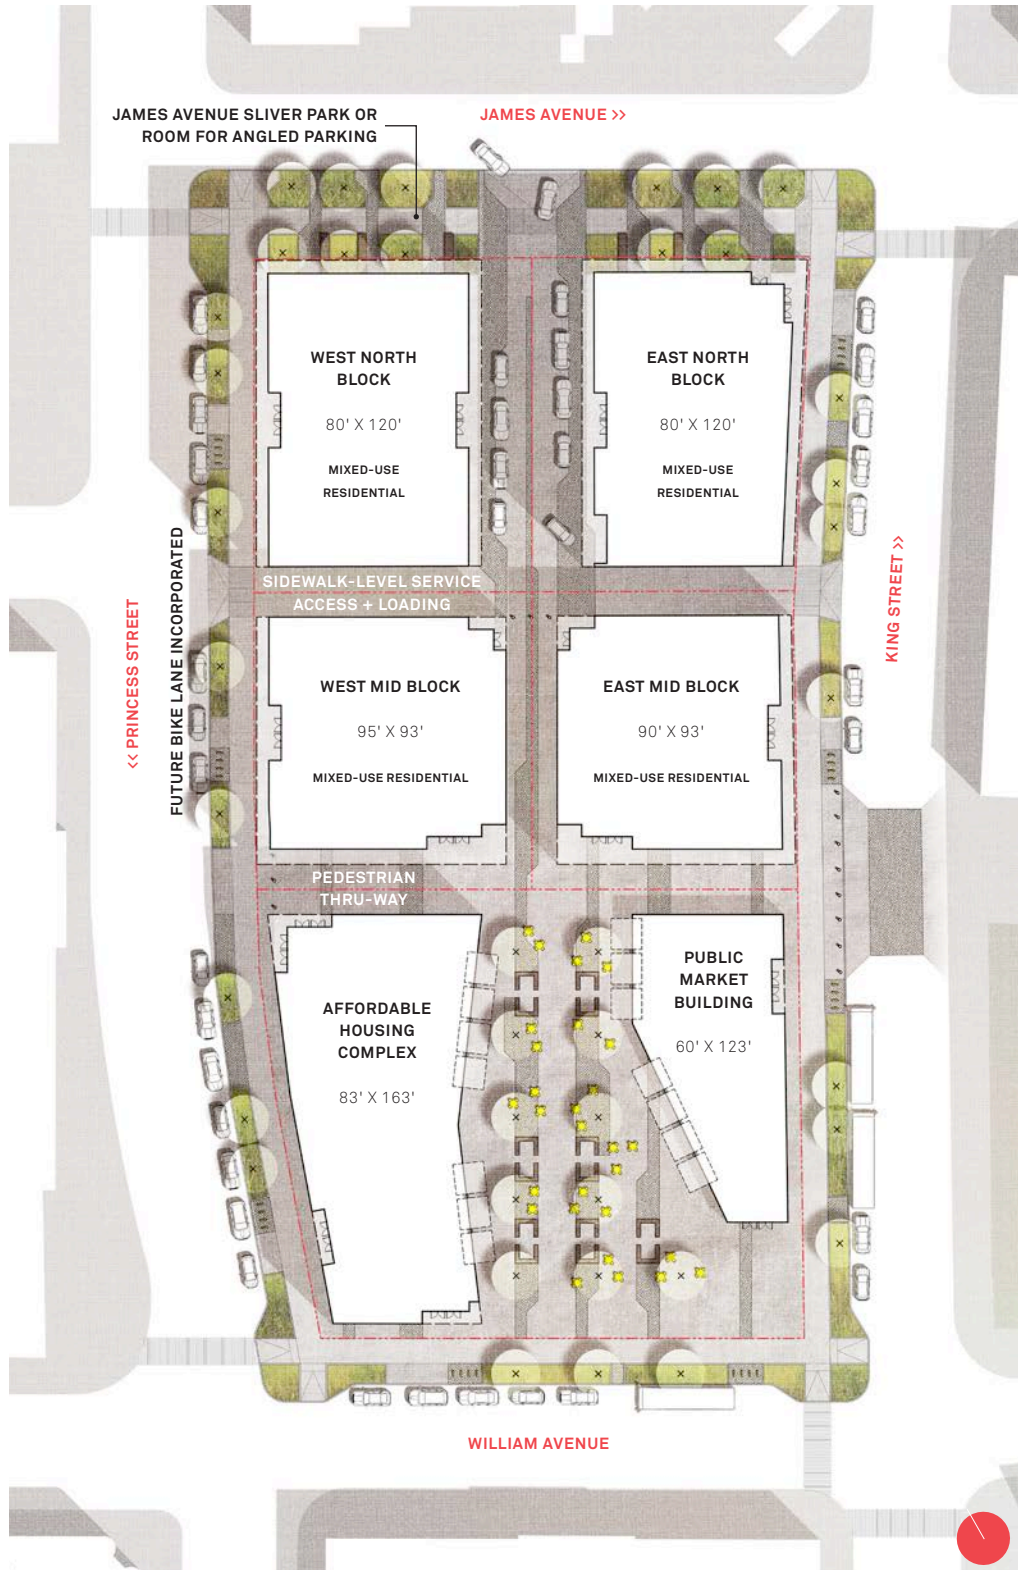 JAMES AVENUE SLIVER PARK OR
ROOM FOR ANGLED PARKING
JAMES AVENUE >>
WEST NORTH
BLOCK
80' X 120'
MIXED-USE
RESIDENTIAL
EAST NORTH
BLOCK
80' X 120'
MIXED-USE
RESIDENTIAL
SIDEWALK-LEVEL SERVICE
ACCESS + LOADING
<< PRINCESS STREET
FUTURE BIKE LANE INCORPORATED
KING STREET >>
WEST MID BLOCK
95' X 93'
MIXED-USE RESIDENTIAL
EAST MID BLOCK
90' X 93'
MIXED-USE RESIDENTIAL
PEDESTRIAN
THRU-WAY
AFFORDABLE
HOUSING
COMPLEX
83' X 163'
PUBLIC
MARKET
BUILDING
60' X 123'
WILLIAM AVENUE